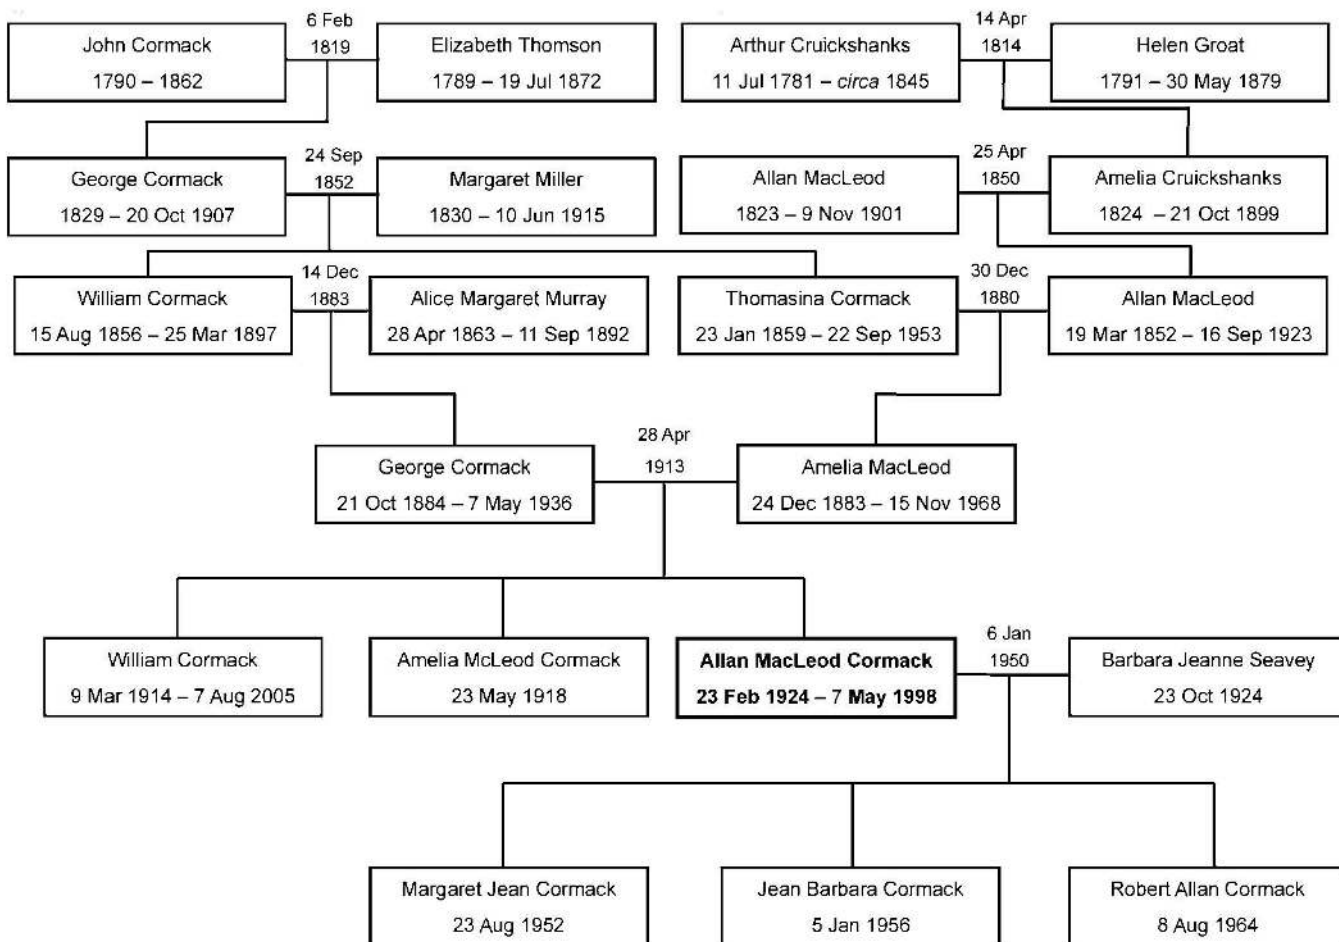 6 Feb
1819
14 Apr
1814
John Cormack
1790 – 1862
Elizabeth Thomson
1789 – 19 Jul 1872
Arthur Cruickshanks
11 Jul 1781 – circa 1845
Helen Groat
1791 – 30 May 1879
24 Sep
1852
25 Apr
1850
George Cormack
1829 – 20 Oct 1907
Margaret Miller
1830 – 10 Jun 1915
Allan MacLeod
1823 – 9 Nov 1901
Amelia Cruickshanks
1824 – 21 Oct 1899
14 Dec
1883
30 Dec
1880
William Cormack
15 Aug 1856 – 25 Mar 1897
Alice Margaret Murray
28 Apr 1863 – 11 Sep 1892
Thomasina Cormack
23 Jan 1859 – 22 Sep 1953
Allan MacLeod
19 Mar 1852 – 16 Sep 1923
28 Apr
1913
George Cormack
21 Oct 1884 – 7 May 1936
Amelia MacLeod
24 Dec 1883 – 15 Nov 1968
6 Jan
1950
William Cormack
9 Mar 1914 – 7 Aug 2005
Amelia McLeod Cormack
23 May 1918
Allan MacLeod Cormack
23 Feb 1924 – 7 May 1998
Barbara Jeanne Seavey
23 Oct 1924
Margaret Jean Cormack
23 Aug 1952
Jean Barbara Cormack
5 Jan 1956
Robert Allan Cormack
8 Aug 1964